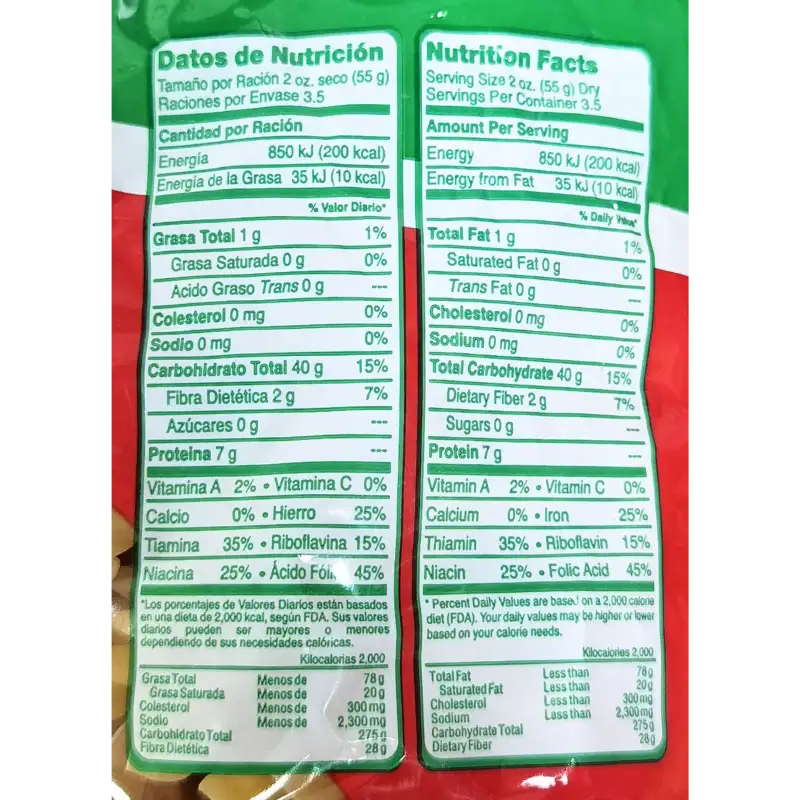 Datos de Nutrición
Tamaño por Ración 2 oz. seco (55 g)
Raciones por Envase 3.5
Cantidad por Ración
Energía 850 kJ (200 kcal)
Energía de la Grasa 35 kJ (10 kcal)
% Valor Diario*
Grasa Total 1 g 1%
Grasa Saturada 0 g 0%
Acido Graso Trans 0 g ---
Colesterol 0 mg 0%
Sodio 0 mg 0%
Carbohidrato Total 40 g 15%
Fibra Dietética 2 g 7%
Azúcares 0 g ---
Proteina 7 g ---
Vitamina A 2% • Vitamina C 0%
Calcio 0% • Hierro 25%
Tiamina 35% • Riboflavina 15%
Niacina 25% • Ácido 45%
*Los porcentajes de Valores Diarios están basados
en una dieta de 2,000 kcal, según FDA. Sus valores
diarios pueden ser mayores o menores
dependiendo de sus necesidades calóricas.
Kilocalorias 2,000
Grasa Total Menos de 78 g
Grasa Saturada Menos de 20 g
Colesterol Menos de 300 mg
Sodio Menos de 2,300 mg
Carbohidrato Total 275 g
Fibra Dietética 28 g
Nutrition Facts
Serving Size 2 oz. (55 g) Dry
Servings Per Container 3.5
Amount Per Serving
Energy 850 kJ (200 kcal)
Energy from Fat 35 kJ (10 kcal)
% Daily Value*
Total Fat 1 g 1%
Saturated Fat 0 g 0%
Trans Fat 0 g ---
Cholesterol 0 mg 0%
Sodium 0 mg 0%
Total Carbohydrate 40 g 15%
Dietary Fiber 2 g 7%
Sugars 0 g ---
Protein 7 g ---
Vitamin A 2% • Vitamin C 0%
Calcium 0% • Iron 25%
Thiamin 35% • Riboflavin 15%
Niacin 25% • Folic Acid 45%
* Percent Daily Values are based on a 2,000 calorie
diet (FDA). Your daily values may be higher or lower
based on your calorie needs.
Kilocalories 2,000
Total Fat Less than 78 g
Saturated Fat Less than 20 g
Cholesterol Less than 300 mg
Sodium Less than 2,300 mg
Carbohydrate Total 275 g
Dietary Fiber 28 g